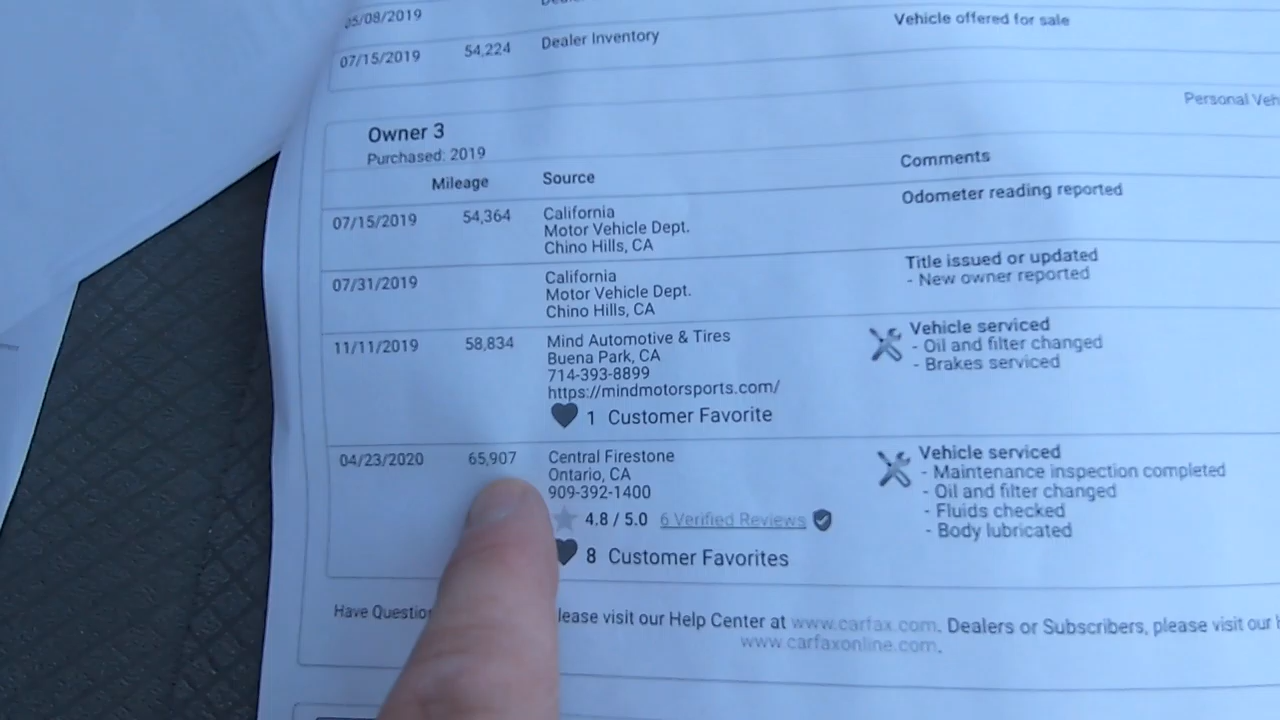 05/08/2019
Vehicle offered for sale
07/15/2019 54,224 Dealer Inventory
Personal Veh
Owner 3
Purchased: 2019
Mileage Source Comments
07/15/2019 54,364 California Odometer reading reported
Motor Vehicle Dept.
Chino Hills, CA
07/31/2019 California Title issued or updated
Motor Vehicle Dept. - New owner reported
Chino Hills, CA
11/11/2019 58,834 Mind Automotive & Tires Vehicle serviced
Buena Park, CA - Oil and filter changed
714-393-8899 - Brakes serviced
https://mindmotorsports.com/
1 Customer Favorite
04/23/2020 65,907 Central Firestone Vehicle serviced
Ontario, CA - Maintenance inspection completed
909-392-1400 - Oil and filter changed
4.8 / 5.0 6 Verified Reviews - Fluids checked
- Body lubricated
8 Customer Favorites
Have Questio lease visit our Help Center at www.carfax.com. Dealers or Subscribers, please visit our
www.carfaxonline.com.